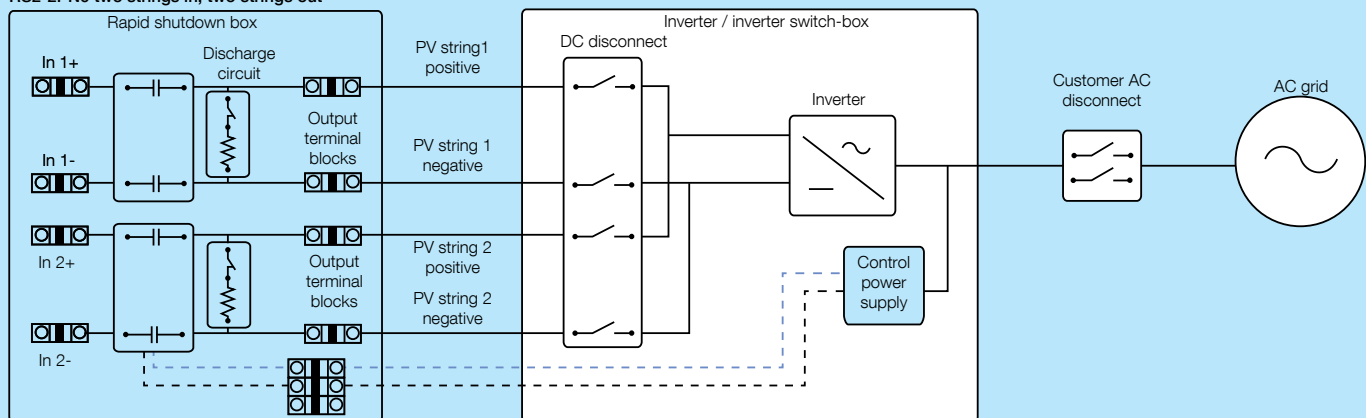 Rapid shutdown box
Inverter / inverter switch-box
In 1+
Discharge
circuit
PV string1
positive
DC disconnect
Inverter
Customer AC
disconnect
AC grid
Output
terminal
blocks
In 1-
PV string 1
negative
In 2+
Output
terminal
blocks
PV string 2
positive
Control
power
supply
PV string 2
negative
In 2-